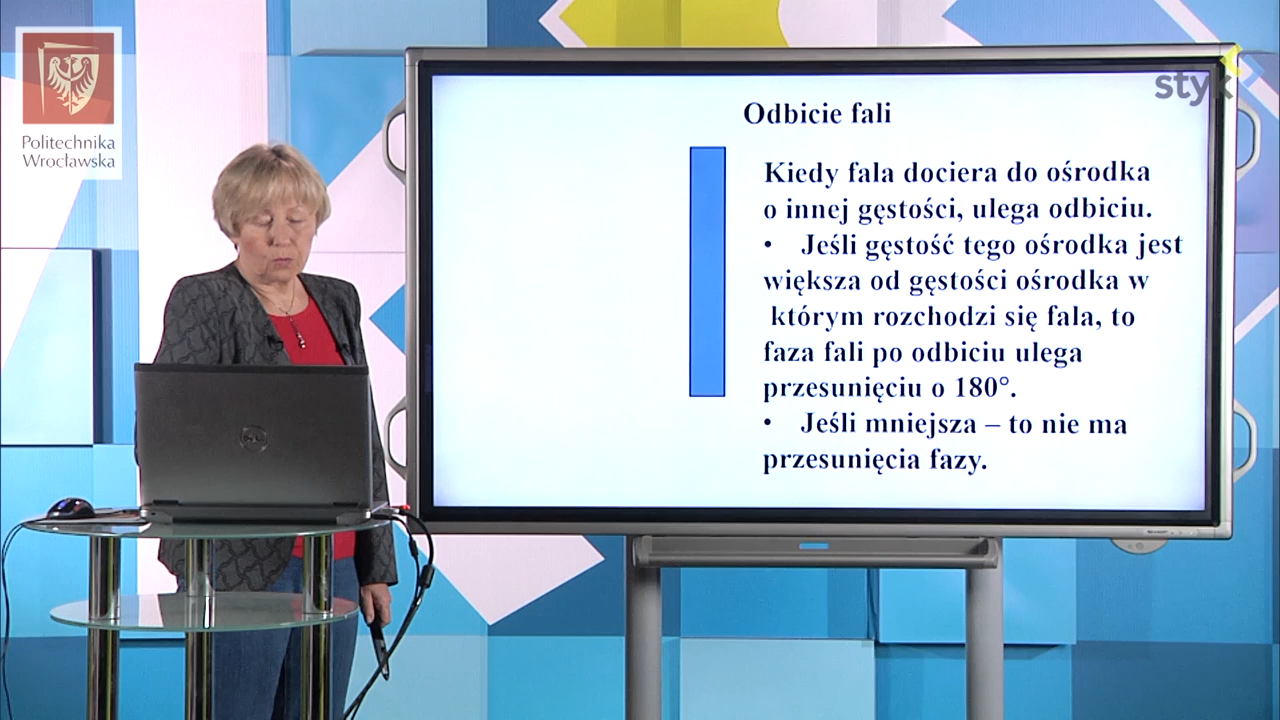 Politechnika
Wrocławska
styk
Odbicie fali
Kiedy fala dociera do ośrodka
o innej gęstości, ulega odbiciu.
• Jeśli gęstość tego ośrodka jest
większa od gęstości ośrodka w
którym rozchodzi się fala, to
faza fali po odbiciu ulega
przesunięciu o 180°.
• Jeśli mniejsza – to nie ma
przesunięcia fazy.